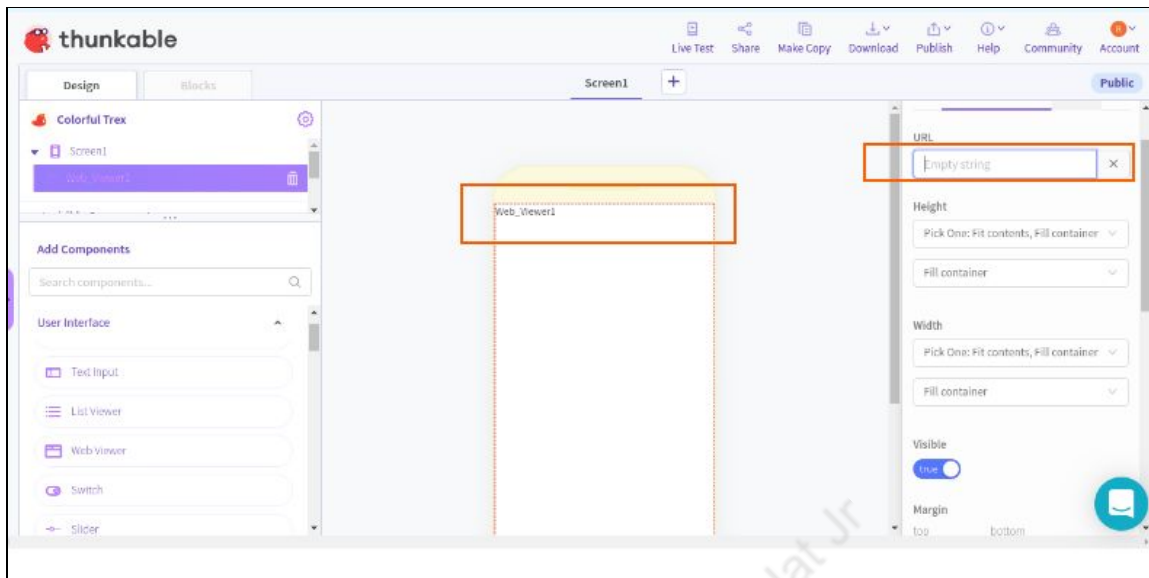 thunkable
Live Test Share Make Copy Download Publish Help Community Account
Design Blocks Screen1 + Public
Colorful Trex
Screen1
Web_Viewer1
URL
Empty string
Web_Viewer1
Height
Pick One: Fit contents, Fill container
Fill container
Add Components
Search components...
User Interface
Width
Pick One: Fit contents, Fill container
Fill container
Text Input
List Viewer
Web Viewer
Switch
Slider
Visible
true
Margin
top bottom